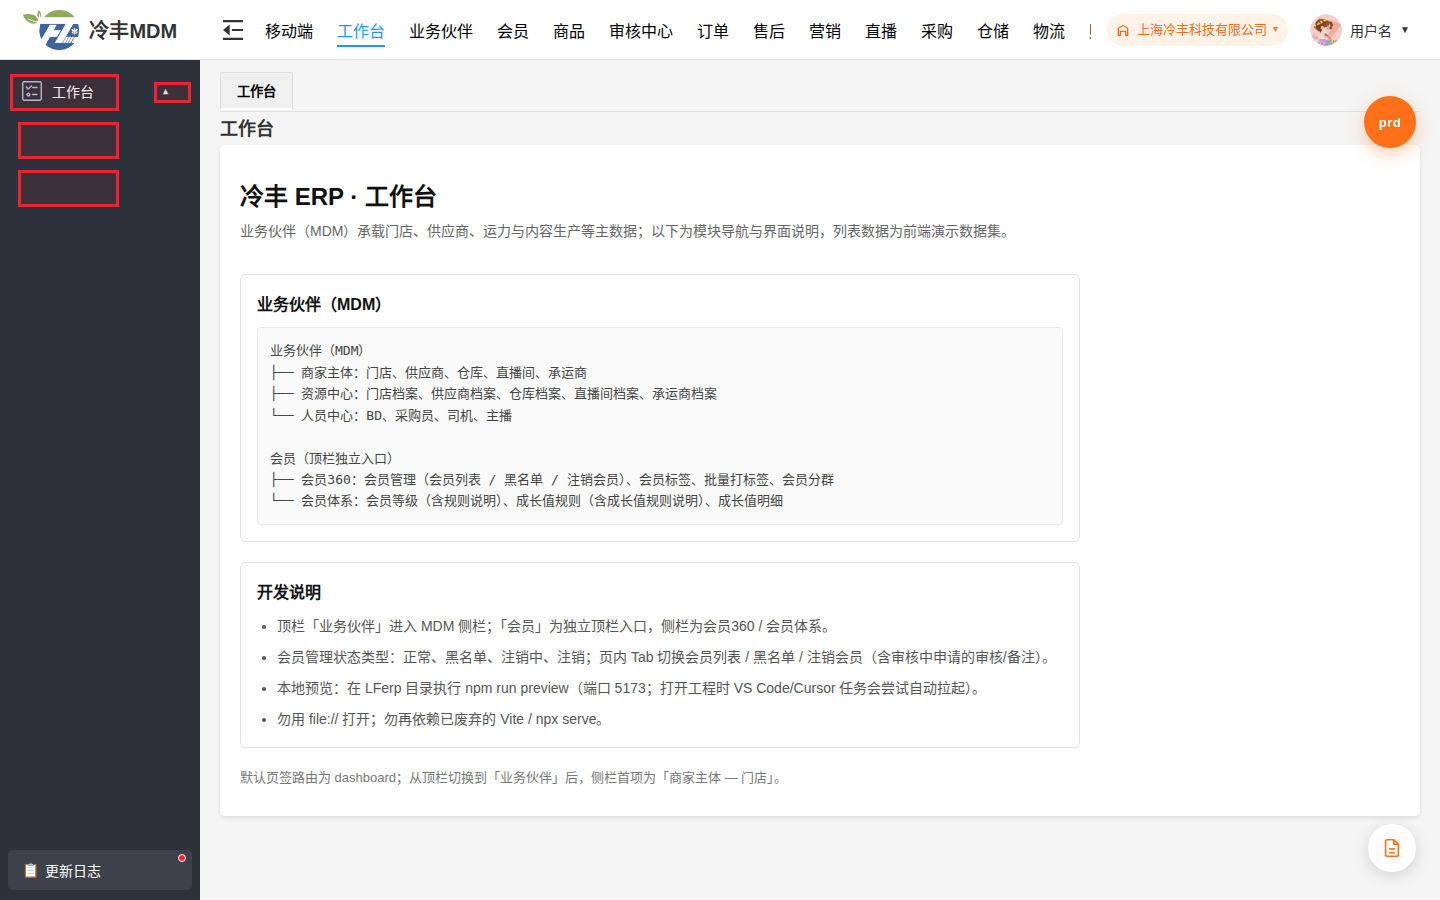 冷丰MDM
移动端 工作台 业务伙伴 会员 商品 审核中心 订单 售后 营销 直播 采购 仓储 物流
上海冷丰科技有限公司 ▾
用户名 ▼
工作台 ▲
更新日志
工作台
工作台
prd
冷丰 ERP · 工作台
业务伙伴（MDM）承载门店、供应商、运力与内容生产等主数据；以下为模块导航与界面说明，列表数据为前端演示数据集。
业务伙伴（MDM）
业务伙伴（MDM）
├── 商家主体：门店、供应商、仓库、直播间、承运商
├── 资源中心：门店档案、供应商档案、仓库档案、直播间档案、承运商档案
└── 人员中心：BD、采购员、司机、主播
会员（顶栏独立入口）
├── 会员360：会员管理（会员列表 / 黑名单 / 注销会员）、会员标签、批量打标签、会员分群
└── 会员体系：会员等级（含规则说明）、成长值规则（含成长值规则说明）、成长值明细
开发说明
• 顶栏「业务伙伴」进入 MDM 侧栏；「会员」为独立顶栏入口，侧栏为会员360 / 会员体系。
• 会员管理状态类型：正常、黑名单、注销中、注销；页内 Tab 切换会员列表 / 黑名单 / 注销会员（含审核中申请的审核/备注）。
• 本地预览：在 LFerp 目录执行 npm run preview（端口 5173；打开工程时 VS Code/Cursor 任务会尝试自动拉起）。
• 勿用 file:// 打开；勿再依赖已废弃的 Vite / npx serve。
默认页签路由为 dashboard；从顶栏切换到「业务伙伴」后，侧栏首项为「商家主体 — 门店」。